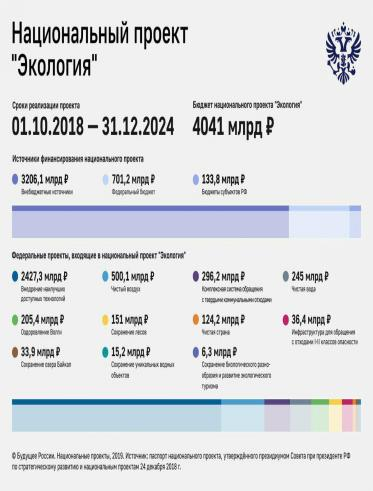 Национальный проект
"Экология"
Сроки реализации проекта
Бюджет национального проекта "Экология"
01.10.2018 — 31.12.2024
4041 млрд ₽
Источники финансирования национального проекта
3206,1 млрд ₽
701,2 млрд ₽
133,8 млрд ₽
Внебюджетные источники
Федеральный бюджет
Бюджеты субъектов РФ
Федеральные проекты, входящие в национальный проект "Экология"
2427,3 млрд ₽
500,1 млрд ₽
296,2 млрд ₽
245 млрд ₽
Внедрение наилучших
доступных технологий
Чистый воздух
Комплексная система обращения
с твердыми коммунальными отходами
Чистая вода
205,4 млрд ₽
151 млрд ₽
124,2 млрд ₽
36,4 млрд ₽
Оздоровление Волги
Сохранение лесов
Чистая страна
Инфраструктура для обращения
с отходами I-II классов опасности
33,9 млрд ₽
15,2 млрд ₽
6,3 млрд ₽
Сохранение озера Байкал
Сохранение уникальных водных
объектов
Сохранение биологического разно-
образия и развитие экологического
туризма
© Будущее России. Национальные проекты, 2019. Источник: паспорт национального проекта, утверждённого президиумом Совета при президенте РФ
по стратегическому развитию и национальным проектам 24 декабря 2018 г.